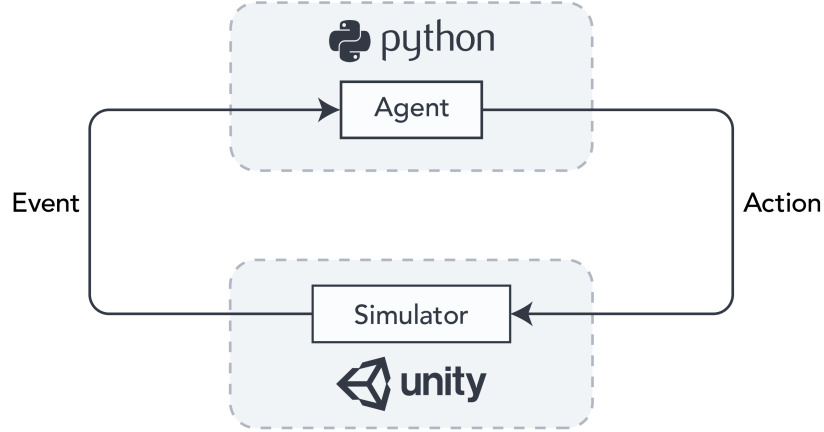 python
Agent
Event
Action
Simulator
unity